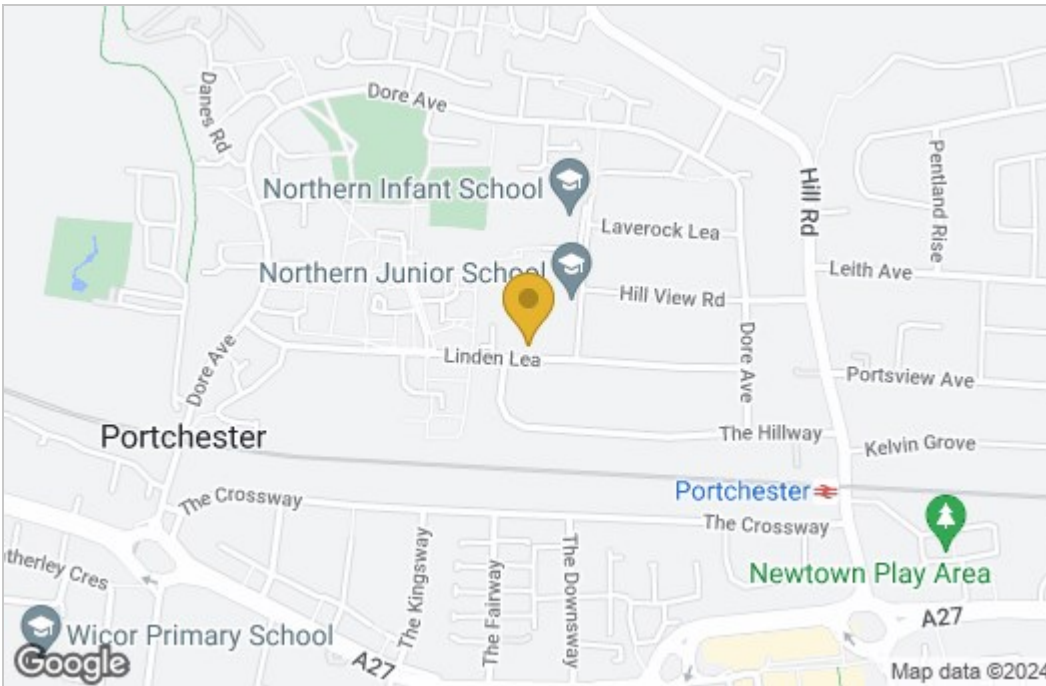 Dore Ave
Danes Rd
Northern Infant School
Hill Rd
Pentland Rise
Laverock Lea
Leith Ave
Northern Junior School
Hill View Rd
Dore Ave
Dore Ave
Linden Lea
Portsview Ave
Portchester
The Hillway
Kelvin Grove
Portchester
The Crossway
The Crossway
The Kingsway
The Fairway
The Downsway
Newtown Play Area
Cres
Wicor Primary School
A27
A27
Google
Map data ©2024